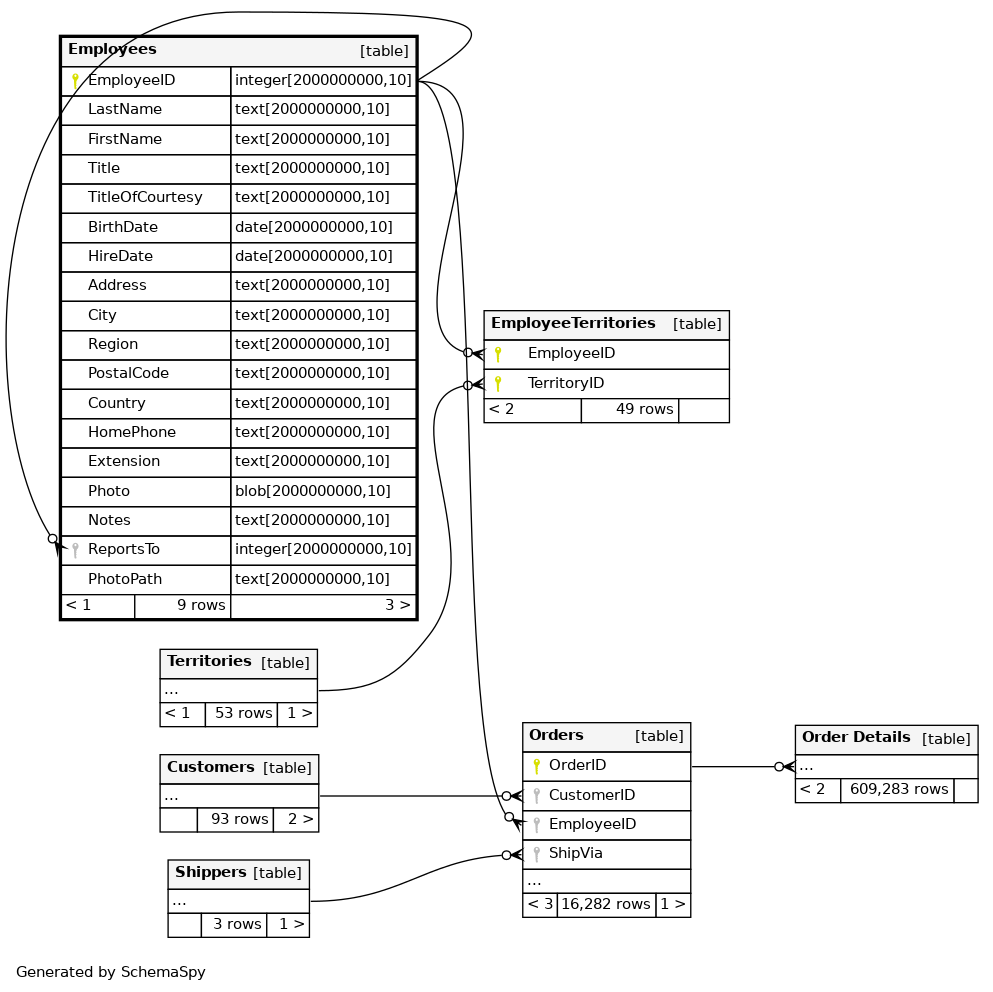 Employees [table]
EmployeeID integer[2000000000,10]
LastName text[2000000000,10]
FirstName text[2000000000,10]
Title text[2000000000,10]
TitleOfCourtesy text[2000000000,10]
BirthDate date[2000000000,10]
HireDate date[2000000000,10]
Address text[2000000000,10]
City text[2000000000,10]
Region text[2000000000,10]
PostalCode text[2000000000,10]
Country text[2000000000,10]
HomePhone text[2000000000,10]
Extension text[2000000000,10]
Photo blob[2000000000,10]
Notes text[2000000000,10]
ReportsTo integer[2000000000,10]
PhotoPath text[2000000000,10]
< 1 9 rows 3 >
EmployeeTerritories [table]
EmployeeID
TerritoryID
< 2 49 rows
Territories [table]
...
< 1 53 rows 1 >
Customers [table]
...
93 rows 2 >
Shippers [table]
...
3 rows 1 >
Orders [table]
OrderID
CustomerID
EmployeeID
ShipVia
...
< 3 16,282 rows 1 >
Order Details [table]
...
< 2 609,283 rows
Generated by SchemaSpy